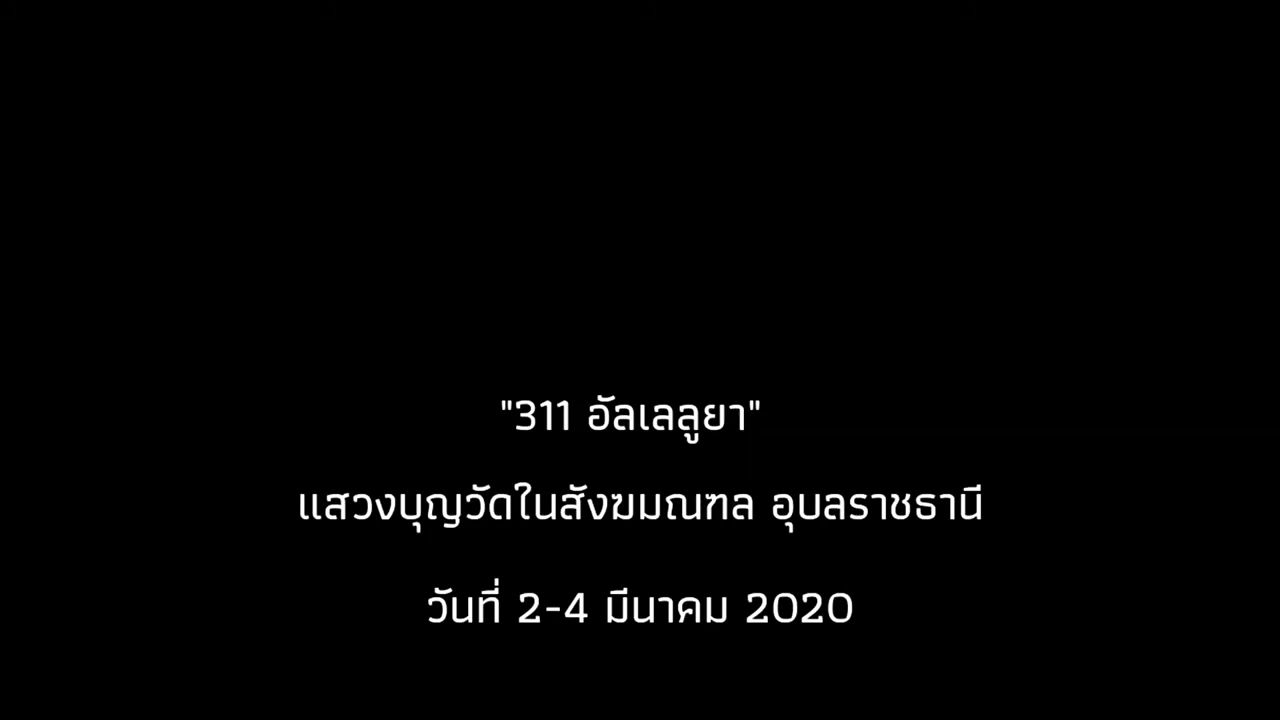 "311 อัลเลลูยา"
แสวงบุญวัดในสังฆมณฑล อุบลราชธานี
วันที่ 2-4 มีนาคม 2020